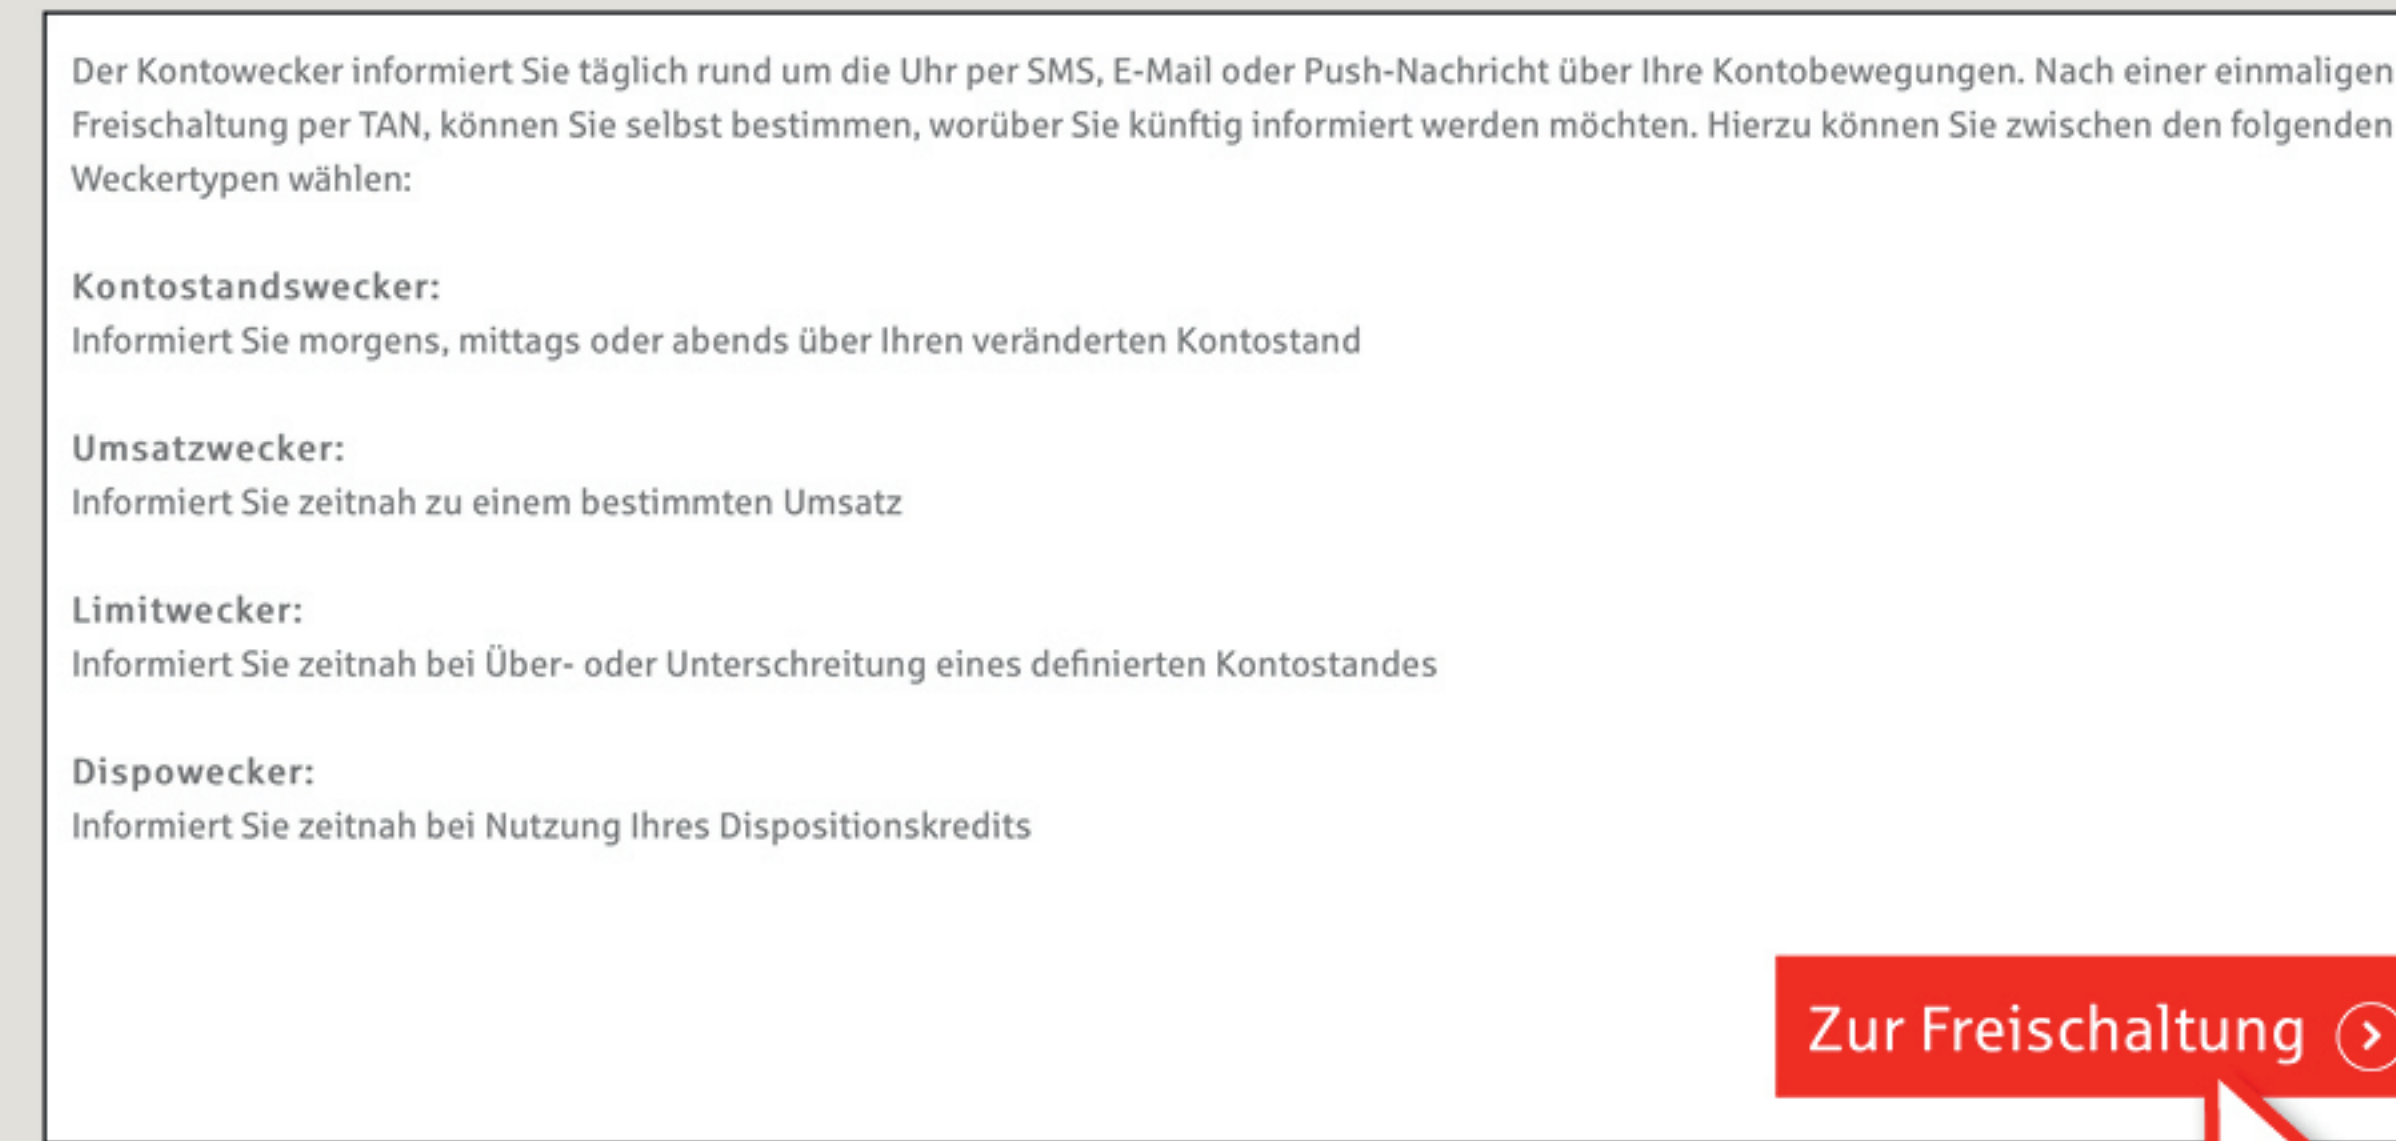 Der Kontowecker informiert Sie täglich rund um die Uhr per SMS, E-Mail oder Push-Nachricht über Ihre Kontobewegungen. Nach einer einmaligen
Freischaltung per TAN, können Sie selbst bestimmen, worüber Sie künftig informiert werden möchten. Hierzu können Sie zwischen den folgenden
Weckertypen wählen:
Kontostandswecker:
Informiert Sie morgens, mittags oder abends über Ihren veränderten Kontostand
Umsatzwecker:
Informiert Sie zeitnah zu einem bestimmten Umsatz
Limitwecker:
Informiert Sie zeitnah bei Über- oder Unterschreitung eines definierten Kontostandes
Dispowecker:
Informiert Sie zeitnah bei Nutzung Ihres Dispositionskredits
Zur Freischaltung